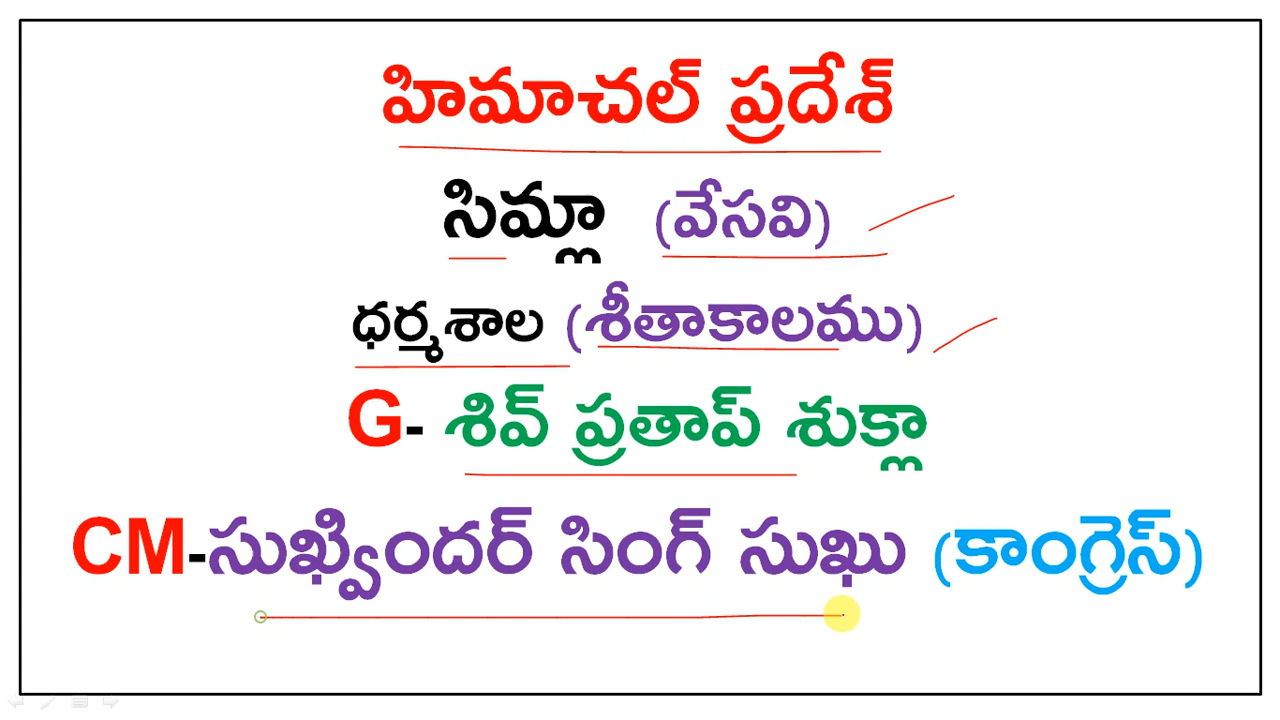 హిమాచల్ ప్రదేశ్
సిమ్లా (వేసవి)
ధర్మశాల (శీతాకాలము)
G- శివ్ ప్రతాప్ శుక్లా
CM-సుఖ్విందర్ సింగ్ సుఖు (కాంగ్రెస్)